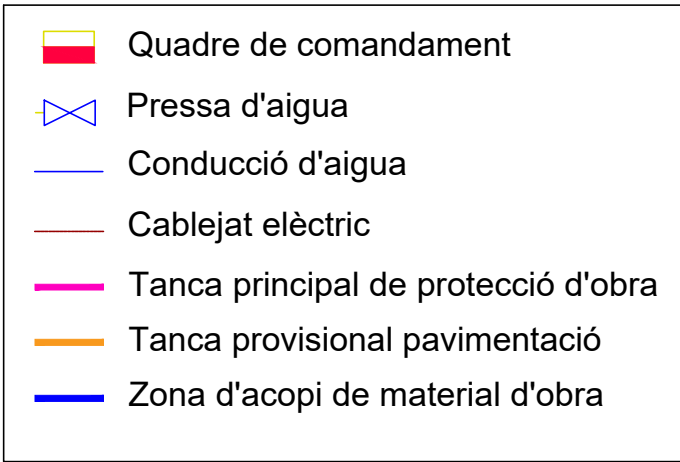 Quadre de comandament
Pressa d'aigua
Conducció d'aigua
Cablejat elèctric
Tanca principal de protecció d'obra
Tanca provisional pavimentació
Zona d'acopi de material d'obra